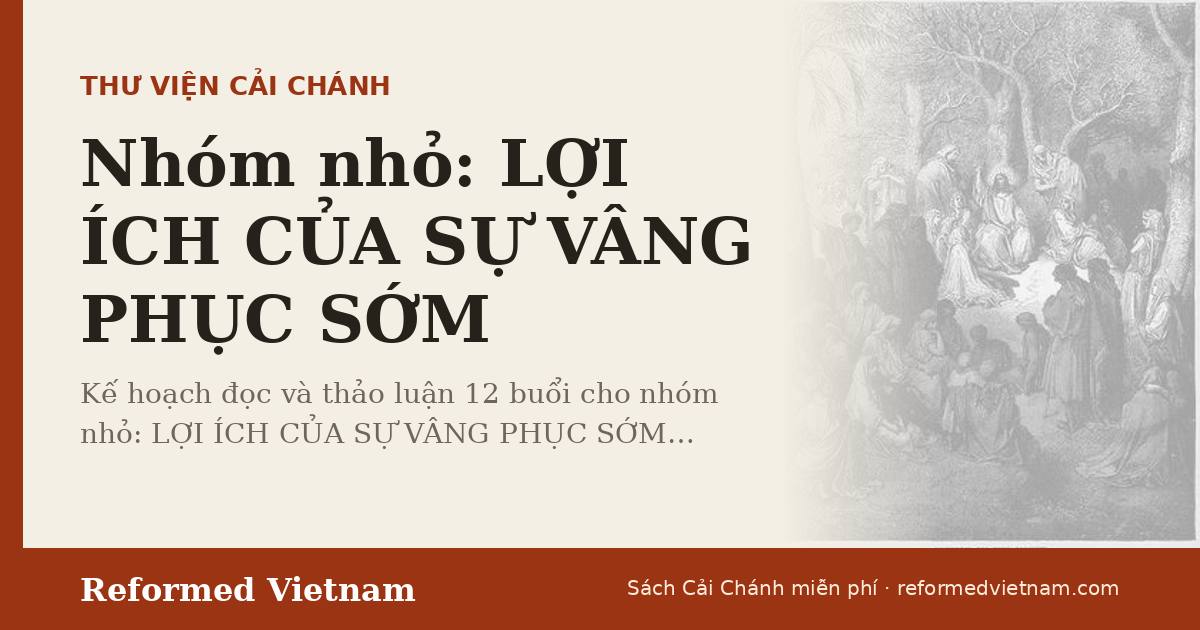 THƯ VIỆN CẢI CHÁNH
Nhóm nhỏ: LỢI
ÍCH CỦA SỰ VÂNG
PHỤC SỚM
Kế hoạch đọc và thảo luận 12 buổi cho nhóm
nhỏ: LỢI ÍCH CỦA SỰ VÂNG PHỤC SỚM...
Reformed Vietnam
Sách Cải Chánh miễn phí · reformedvietnam.com